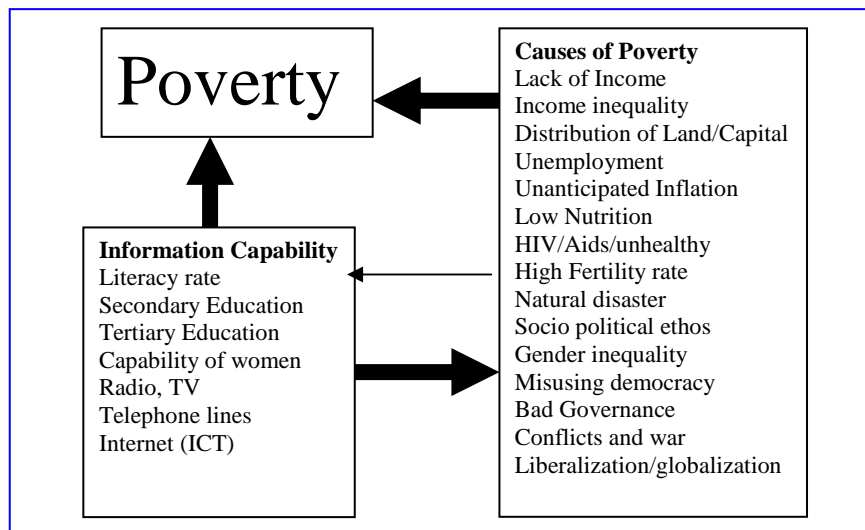 Poverty
Causes of Poverty
Lack of Income
Income inequality
Distribution of Land/Capital
Unemployment
Unanticipated Inflation
Low Nutrition
HIV/Aids/unhealthy
High Fertility rate
Natural disaster
Socio political ethos
Gender inequality
Misusing democracy
Bad Governance
Conflicts and war
Liberalization/globalization
Information Capability
Literacy rate
Secondary Education
Tertiary Education
Capability of women
Radio, TV
Telephone lines
Internet (ICT)